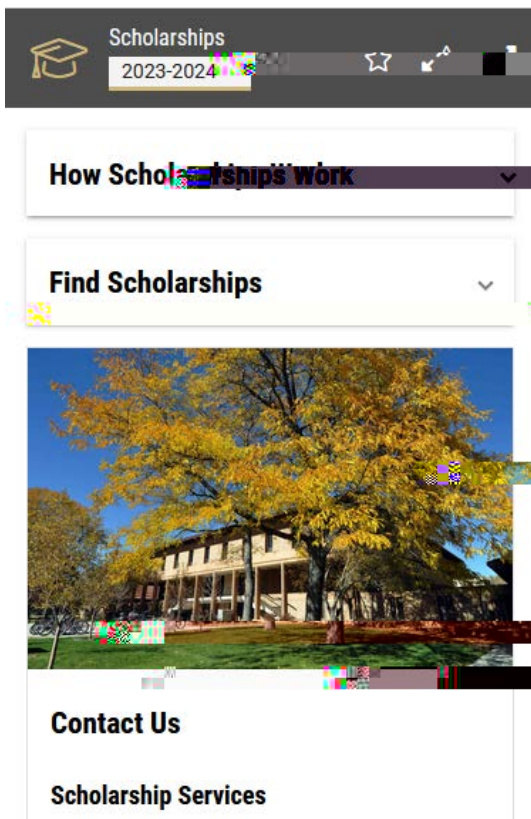 Scholarships
2023-2024
How Scholarships Work
Find Scholarships
Contact Us
Scholarship Services